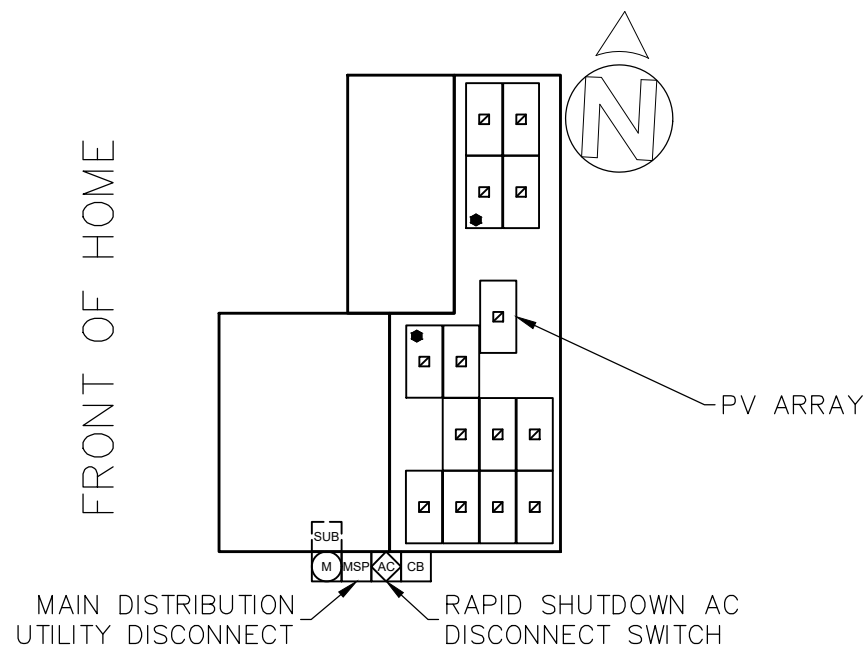 N
FRONT OF HOME
PV ARRAY
SUB
M MSP AC CB
MAIN DISTRIBUTION
UTILITY DISCONNECT
RAPID SHUTDOWN AC
DISCONNECT SWITCH